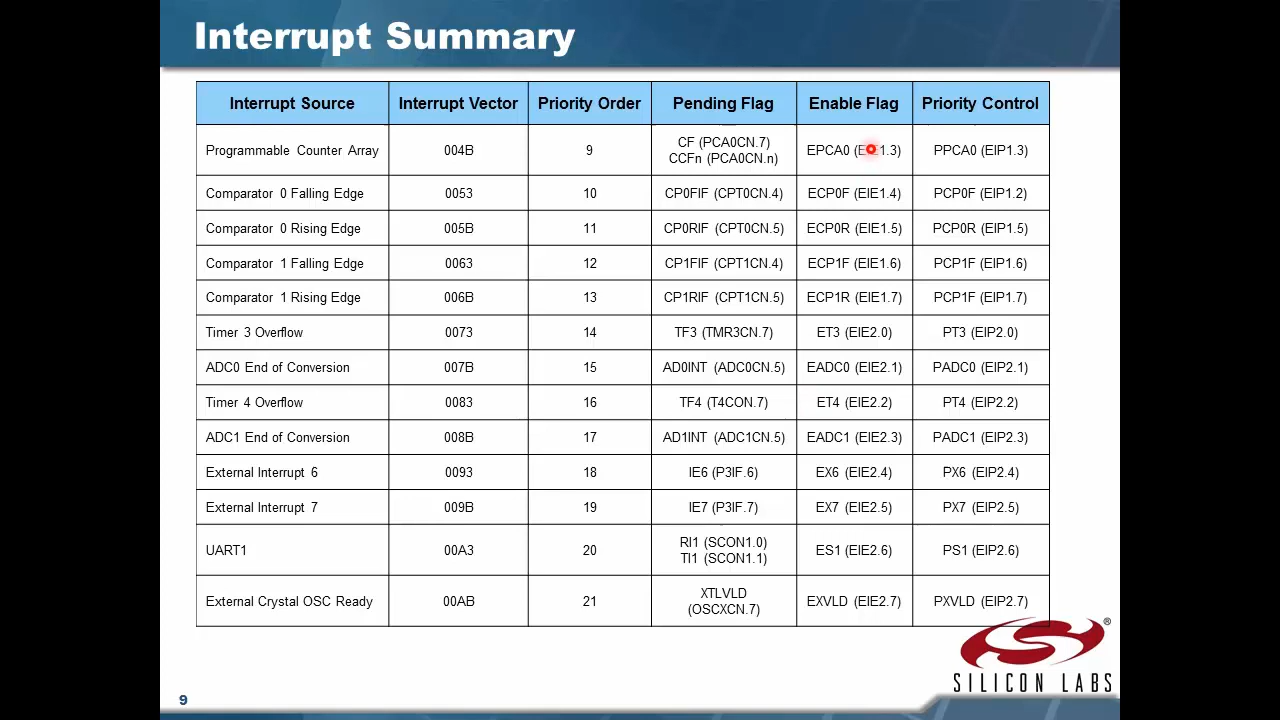 Interrupt Summary
Interrupt Source Interrupt Vector Priority Order Pending Flag Enable Flag Priority Control
Programmable Counter Array 004B 9 CF (PCA0CN.7) CCFn (PCA0CN.n) EPCA0 (EIE1.3) PPCA0 (EIP1.3)
Comparator 0 Falling Edge 0053 10 CP0FIF (CPT0CN.4) ECP0F (EIE1.4) PCP0F (EIP1.2)
Comparator 0 Rising Edge 005B 11 CP0RIF (CPT0CN.5) ECP0R (EIE1.5) PCP0R (EIP1.5)
Comparator 1 Falling Edge 0063 12 CP1FIF (CPT1CN.4) ECP1F (EIE1.6) PCP1F (EIP1.6)
Comparator 1 Rising Edge 006B 13 CP1RIF (CPT1CN.5) ECP1R (EIE1.7) PCP1F (EIP1.7)
Timer 3 Overflow 0073 14 TF3 (TMR3CN.7) ET3 (EIE2.0) PT3 (EIP2.0)
ADC0 End of Conversion 007B 15 AD0INT (ADC0CN.5) EADC0 (EIE2.1) PADC0 (EIP2.1)
Timer 4 Overflow 0083 16 TF4 (T4CON.7) ET4 (EIE2.2) PT4 (EIP2.2)
ADC1 End of Conversion 008B 17 AD1INT (ADC1CN.5) EADC1 (EIE2.3) PADC1 (EIP2.3)
External Interrupt 6 0093 18 IE6 (P3IF.6) EX6 (EIE2.4) PX6 (EIP2.4)
External Interrupt 7 009B 19 IE7 (P3IF.7) EX7 (EIE2.5) PX7 (EIP2.5)
UART1 00A3 20 RI1 (SCON1.0) TI1 (SCON1.1) ES1 (EIE2.6) PS1 (EIP2.6)
External Crystal OSC Ready 00AB 21 XTLVLD (OSCXCN.7) EXVLD (EIE2.7) PXVLD (EIP2.7)
SILICON LABS ®
9